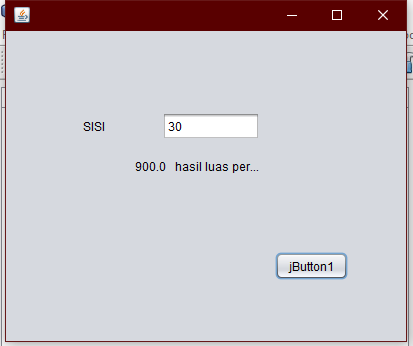 SISI 30
900.0 hasil luas per...
jButton1